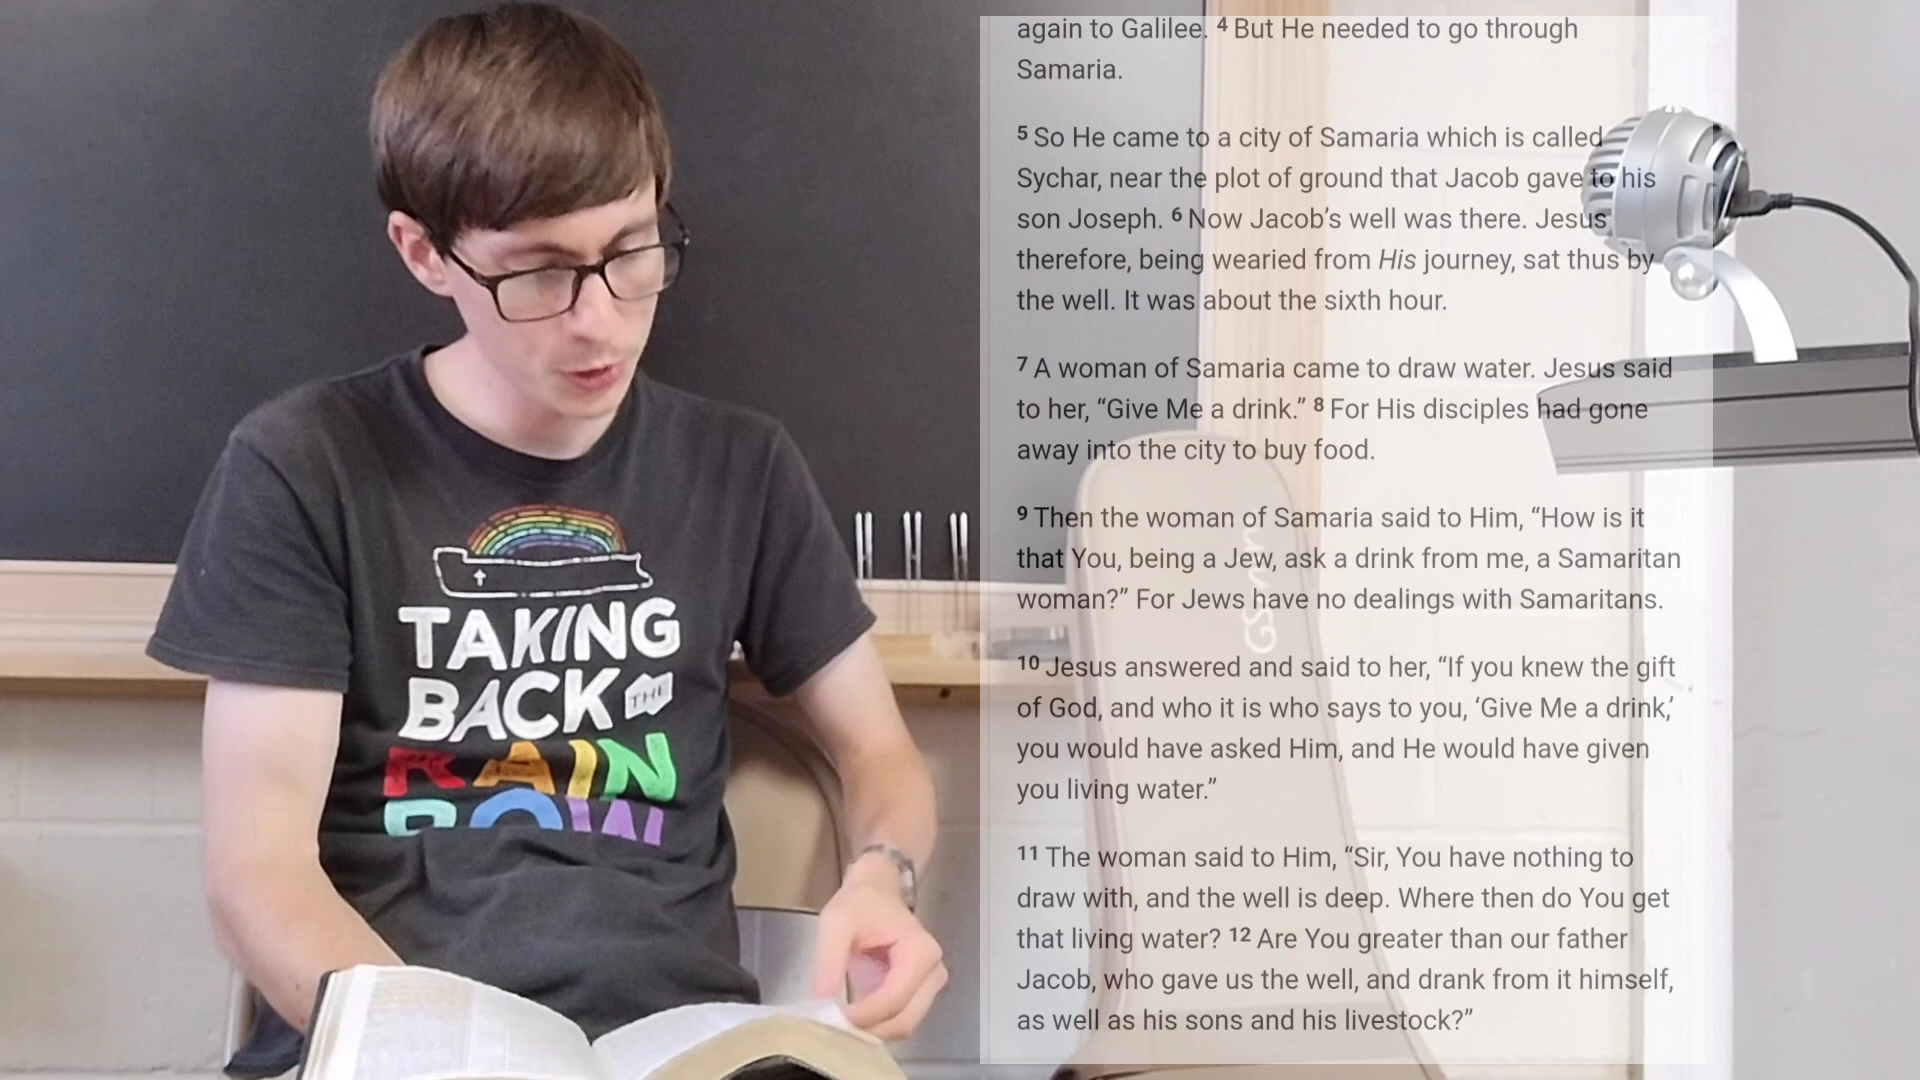 TAKING
BACK THE
RAIN
BOW
again to Galilee. 4 But He needed to go through
Samaria.
5 So He came to a city of Samaria which is called
Sychar, near the plot of ground that Jacob gave to his
son Joseph. 6 Now Jacob’s well was there. Jesus
therefore, being wearied from His journey, sat thus by
the well. It was about the sixth hour.
7 A woman of Samaria came to draw water. Jesus said
to her, “Give Me a drink.” 8 For His disciples had gone
away into the city to buy food.
9 Then the woman of Samaria said to Him, “How is it
that You, being a Jew, ask a drink from me, a Samaritan
woman?” For Jews have no dealings with Samaritans.
10 Jesus answered and said to her, “If you knew the gift
of God, and who it is who says to you, ‘Give Me a drink,’
you would have asked Him, and He would have given
you living water.”
11 The woman said to Him, “Sir, You have nothing to
draw with, and the well is deep. Where then do You get
that living water? 12 Are You greater than our father
Jacob, who gave us the well, and drank from it himself,
as well as his sons and his livestock?”